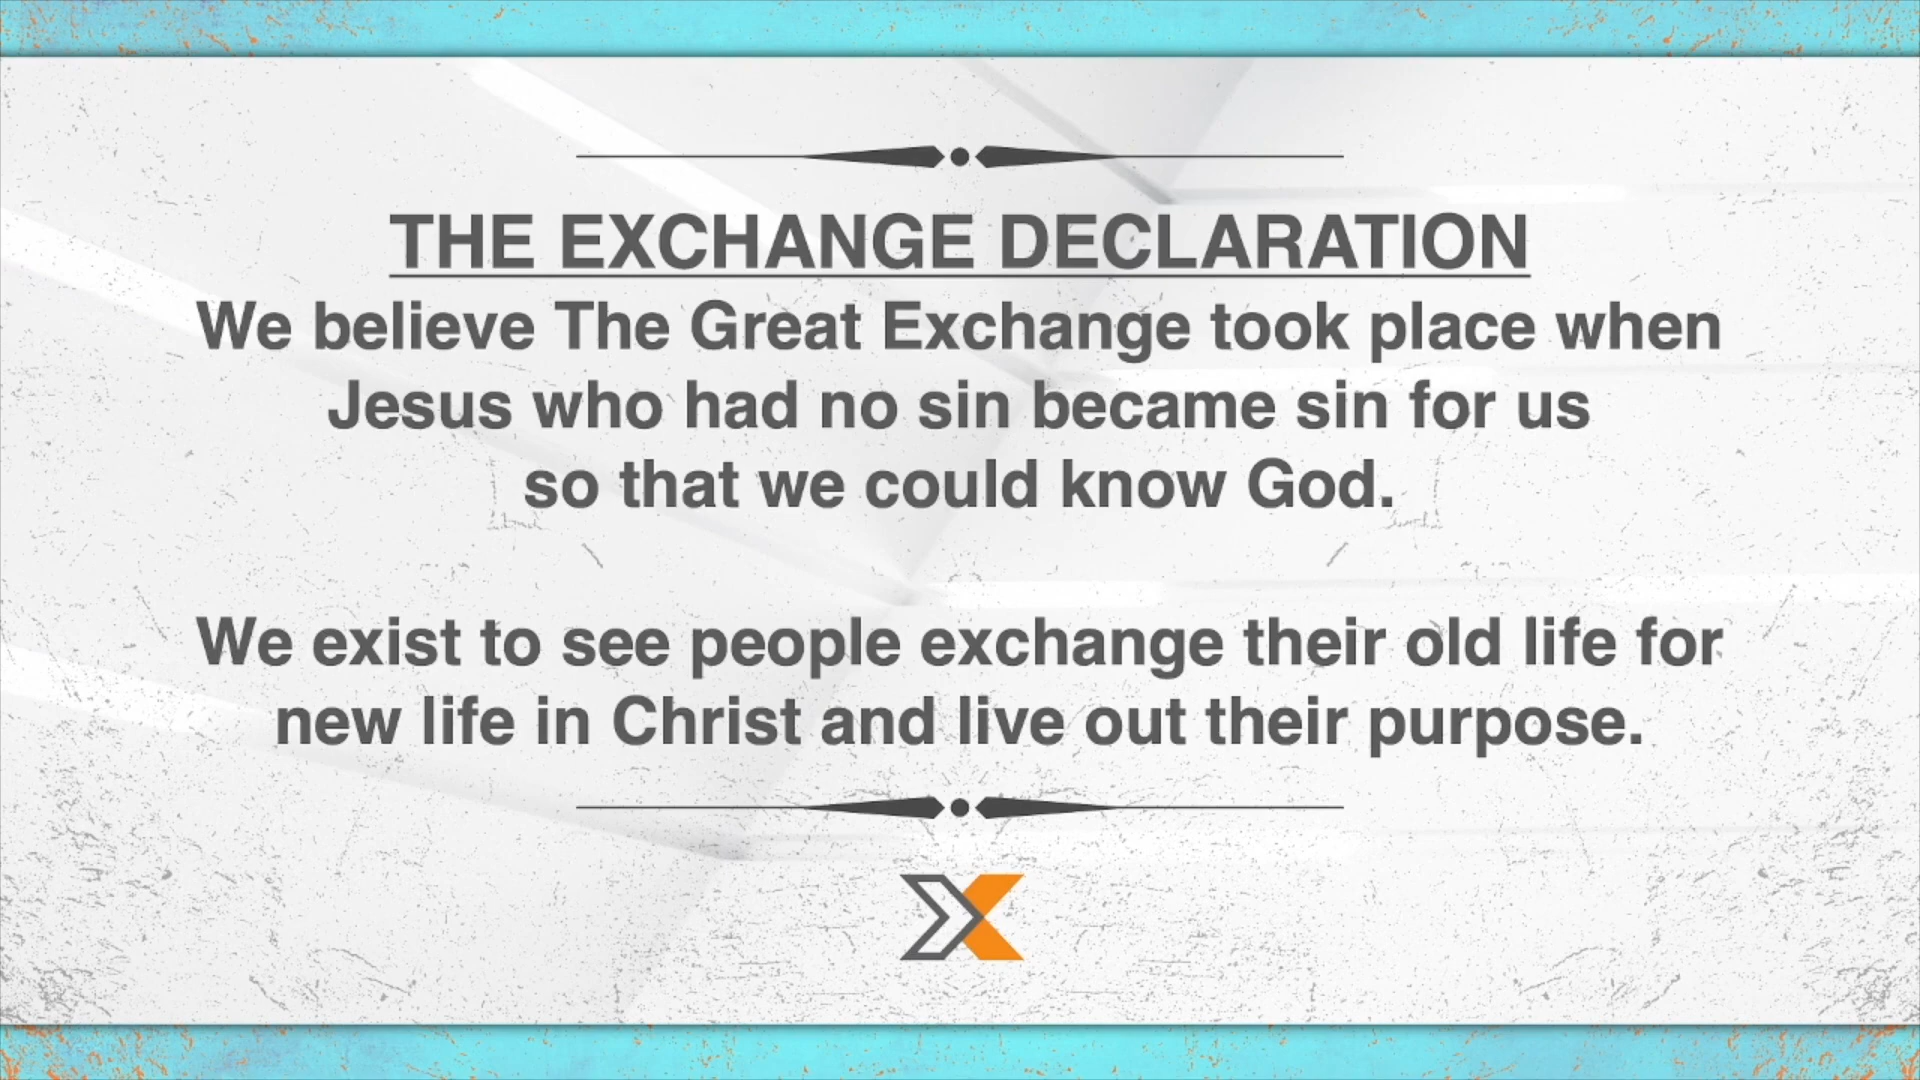 THE EXCHANGE DECLARATION
We believe The Great Exchange took place when
Jesus who had no sin became sin for us
so that we could know God.
We exist to see people exchange their old life for
new life in Christ and live out their purpose.